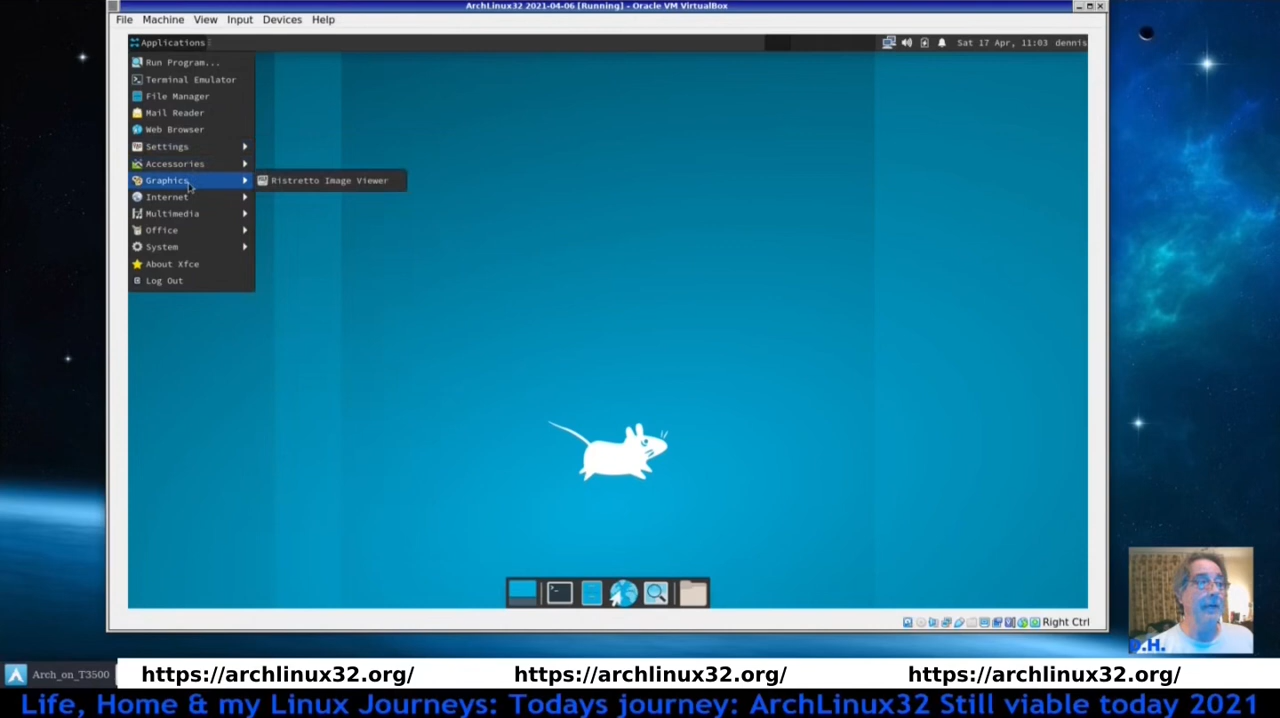 ArchLinux32 2021-04-06 [Running] - Oracle VM VirtualBox
File Machine View Input Devices Help
Applications
Sat 17 Apr, 11:03 dennis
Run Program...
Terminal Emulator
File Manager
Mail Reader
Web Browser
Settings
Accessories
Graphics
Ristretto Image Viewer
Internet
Multimedia
Office
System
About Xfce
Log Out
Right Ctrl
D.H.
Arch_on_T3500
https://archlinux32.org/ https://archlinux32.org/ https://archlinux32.org/
Life, Home & my Linux Journeys: Todays journey: ArchLinux32 Still viable today 2021